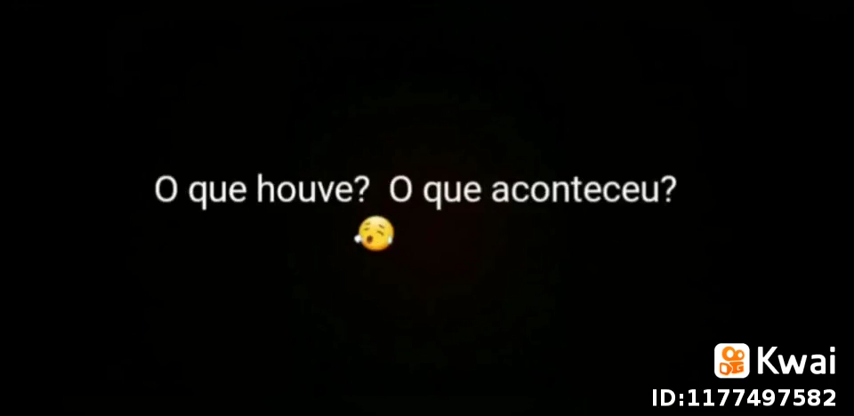 O que houve? O que aconteceu?
🥱
Kwai
ID:1177497582